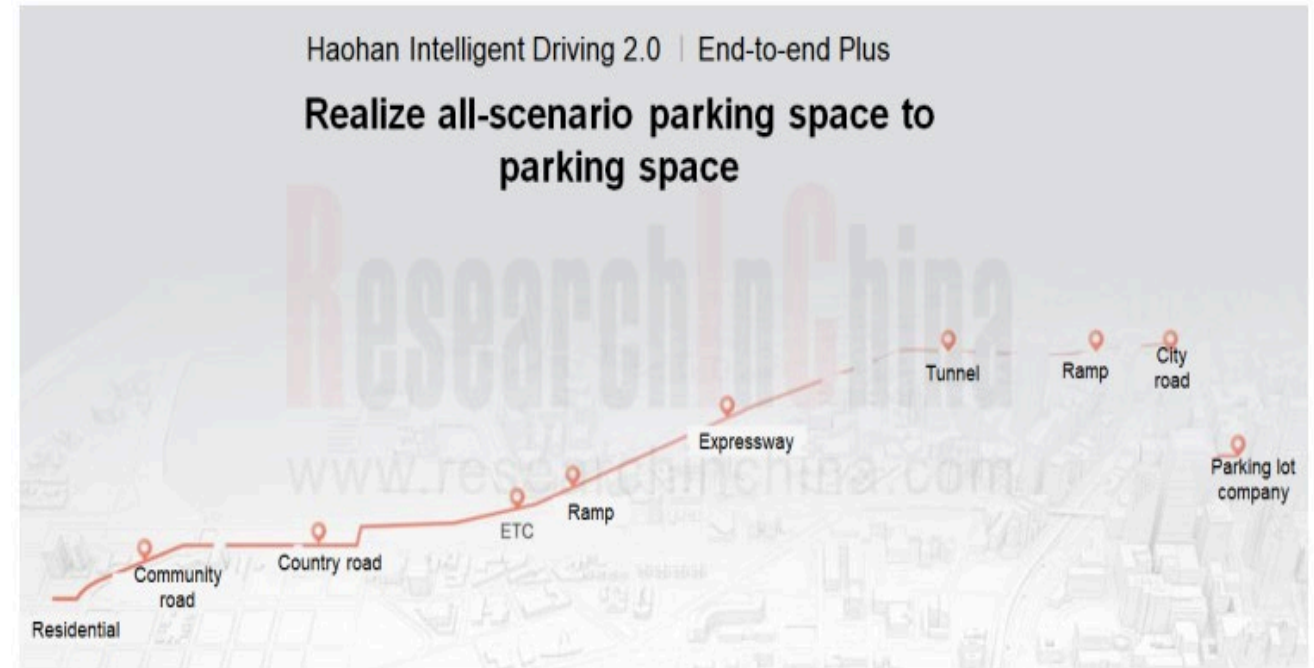 Haohan Intelligent Driving 2.0 | End-to-end Plus
Realize all-scenario parking space to
parking space
ResearchInChina
www.researchinchina.com
Tunnel
Ramp
City
road
Expressway
Parking lot
company
Ramp
ETC
Country road
Community
road
Residential